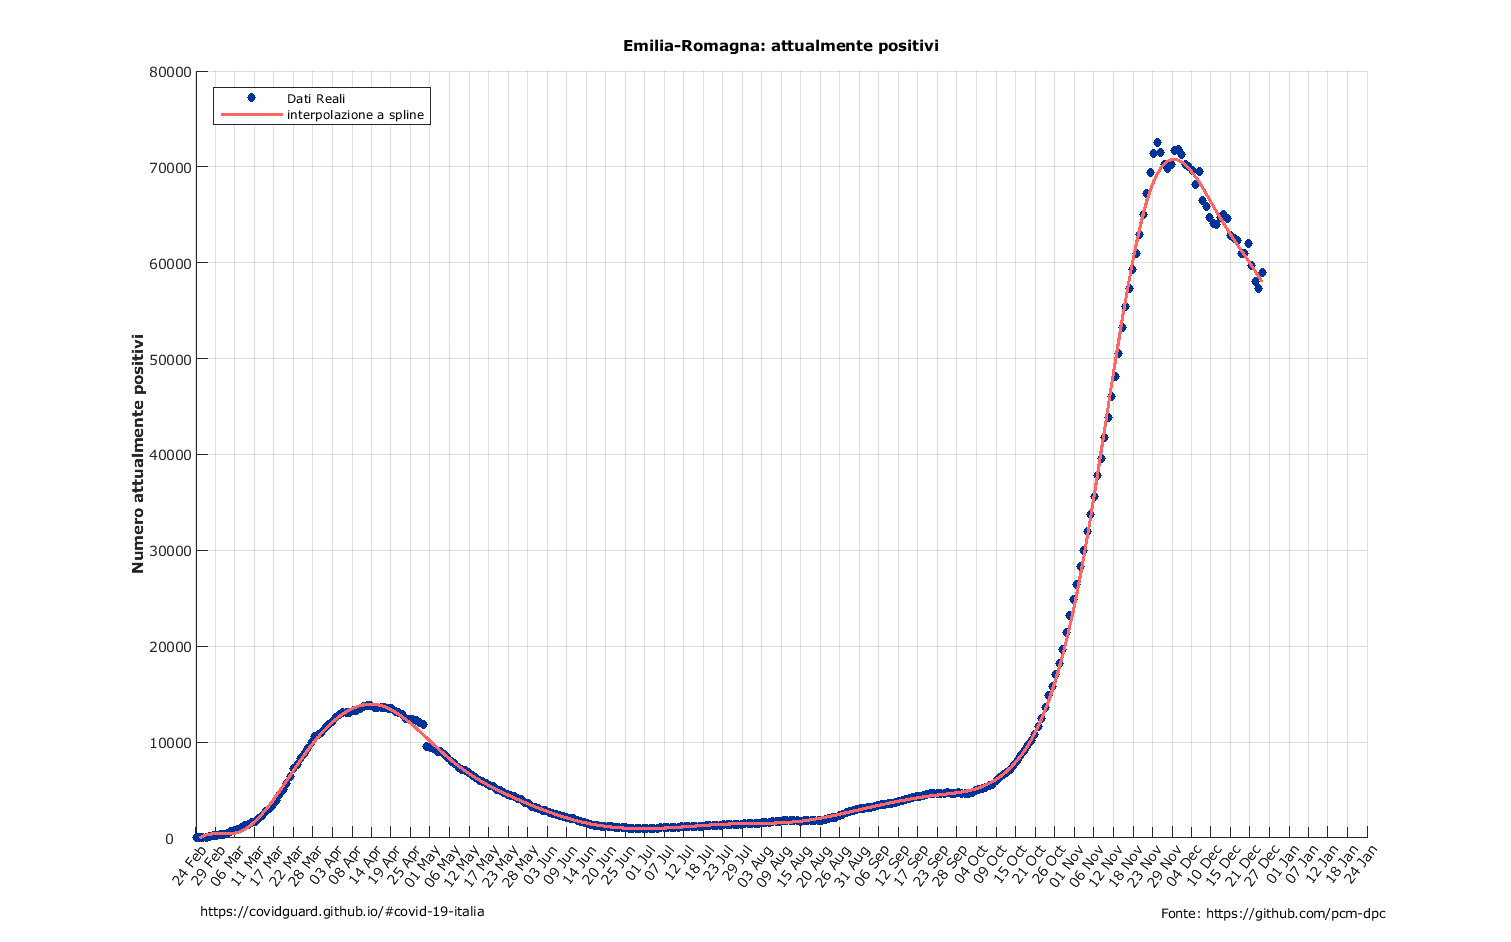 Emilia-Romagna: attualmente positivi
Dati Reali
interpolazione a spline
Numero attualmente positivi
80000
70000
60000
50000
40000
30000
20000
10000
0
24 Feb
29 Feb
06 Mar
11 Mar
17 Mar
22 Mar
28 Mar
03 Apr
08 Apr
14 Apr
19 Apr
25 Apr
01 May
06 May
12 May
17 May
23 May
28 May
03 Jun
09 Jun
14 Jun
20 Jun
25 Jun
01 Jul
07 Jul
12 Jul
18 Jul
23 Jul
29 Jul
03 Aug
09 Aug
15 Aug
20 Aug
26 Aug
31 Aug
06 Sep
12 Sep
17 Sep
23 Sep
28 Sep
04 Oct
09 Oct
15 Oct
21 Oct
26 Oct
01 Nov
06 Nov
12 Nov
18 Nov
23 Nov
29 Nov
04 Dec
10 Dec
15 Dec
21 Dec
27 Dec
01 Jan
07 Jan
12 Jan
18 Jan
24 Jan
https://covidguard.github.io/#covid-19-italia
Fonte: https://github.com/pcm-dpc